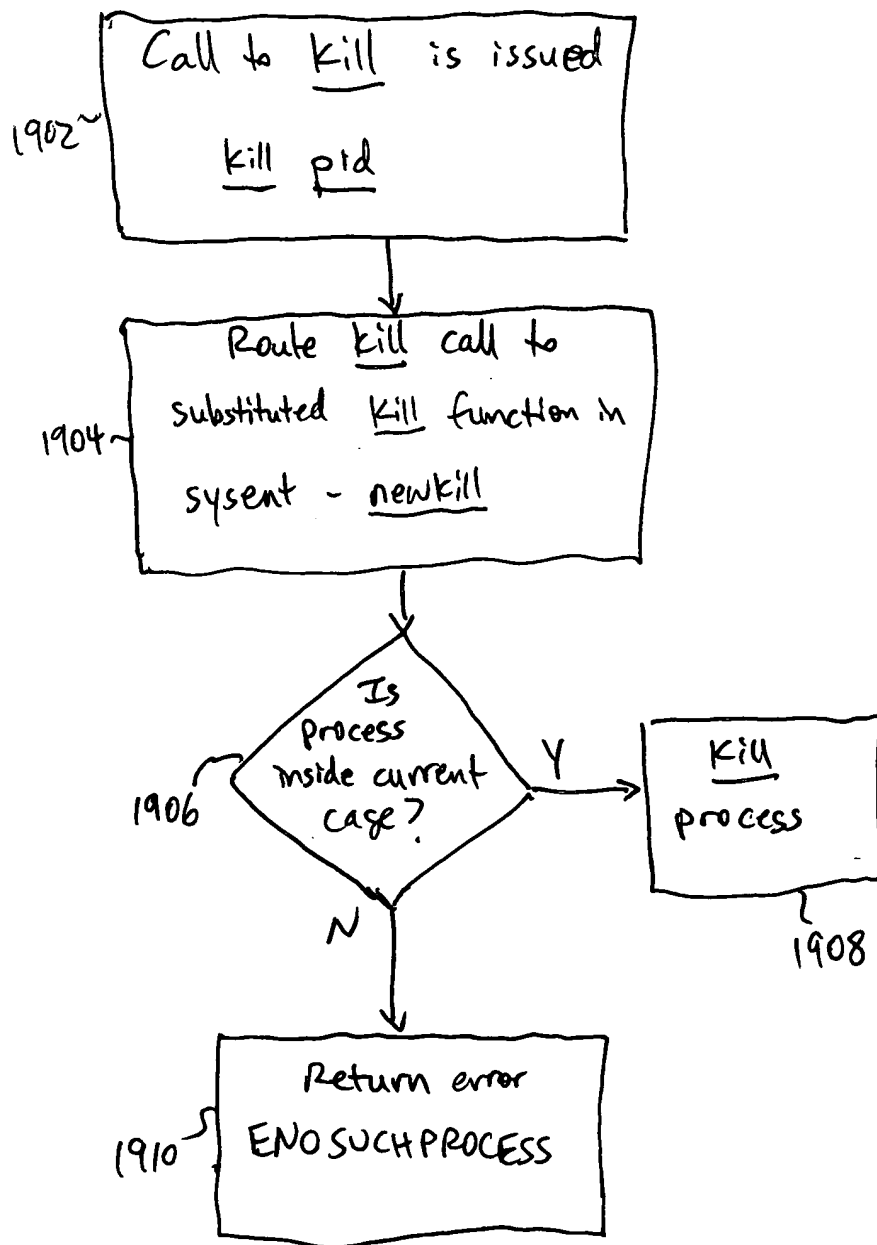 Call to kill is issued
1902
kill pid
Route kill call to
substituted kill function in
1904
sysent - newkill
Is
process
inside current
cage?
1906
Y
kill
process
1908
N
Return error
1910
ENOSUCHPROCESS